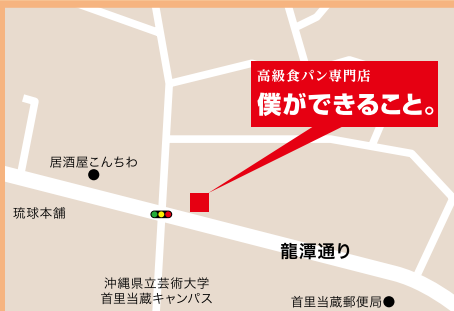 高級食パン専門店
僕ができること。
居酒屋こんちわ
琉球本舗
龍潭通り
沖縄県立芸術大学
首里当蔵キャンパス
首里当蔵郵便局